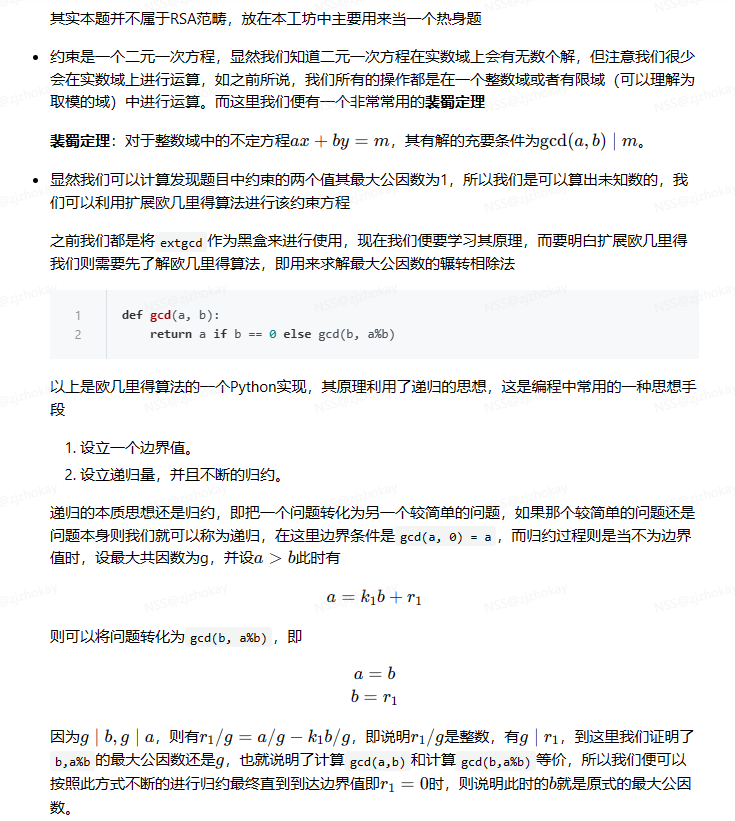 其实本题并不属于RSA范畴，放在本工坊中主要用来当一个热身题
约束是一个二元一次方程，显然我们知道二元一次方程在实数域上会有无数个解，但注意我们很少
会在实数域上进行运算，如之前所说，我们所有的操作都是在一个整数域或者有限域（可以理解为
取模的域）中进行运算。而这里我们便有一个非常常用的裴蜀定理
裴蜀定理：对于整数域中的不定方程ax + by = m，其有解的充要条件为gcd(a, b) | m。
显然我们可以计算发现题目中约束的两个值其最大公因数为1，所以我们是可以算出未知数的，我
们可以利用扩展欧几里得算法进行该约束方程
之前我们都是将 extgcd 作为黑盒来进行使用，现在我们便要学习其原理，而要明白扩展欧几里得
我们则需要先了解欧几里得算法，即用来求解最大公因数的辗转相除法
1 def gcd(a, b):
2     return a if b == 0 else gcd(b, a%b)
以上是欧几里得算法的一个Python实现，其原理利用了递归的思想，这是编程中常用的一种思想手
段
1. 设立一个边界值。
2. 设立递归量，并且不断的归约。
递归的本质思想还是归约，即把一个问题转化为另一个较简单的问题，如果那个较简单的问题还是
问题本身则我们就可以称为递归，在这里边界条件是 gcd(a, 0) = a ，而归约过程则是当不为边界
值时，设最大共因数为g，并设a > b此时有
a = k₁b + r₁
则可以将问题转化为 gcd(b, a%b) ，即
a = b
b = r₁
因为g | b, g | a，则有r₁/g = a/g − k₁b/g，即说明r₁/g是整数，有g | r₁，到这里我们证明了
b,a%b 的最大公因数还是g，也就说明了计算 gcd(a,b) 和计算 gcd(b,a%b) 等价，所以我们便可以
按照此方式不断的进行归约最终直到到达边界值即r₁ = 0时，则说明此时的b就是原式的最大公因
数。
NSS@zjzhokay